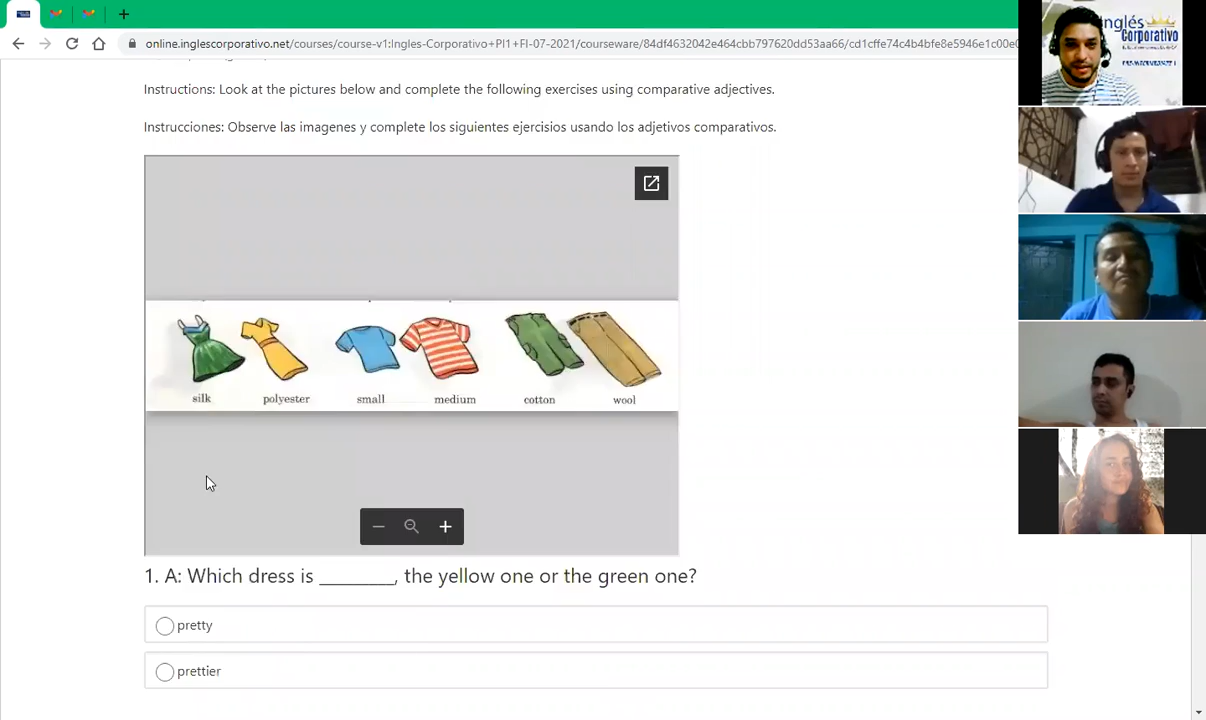 online.inglescorporativo.net/courses/course-v1:Ingles-Corporativo+PI1+FI-07-2021/courseware/84df4632042e464cbb797620dd53aa66/cd1cffe74c4b4bfe8e5946e1c00e0
Inglés
Corporativo
Instructions: Look at the pictures below and complete the following exercises using comparative adjectives.
Instrucciones: Observe las imagenes y complete los siguientes ejercisios usando los adjetivos comparativos.
silk polyester small medium cotton wool
1. A: Which dress is _________, the yellow one or the green one?
pretty
prettier